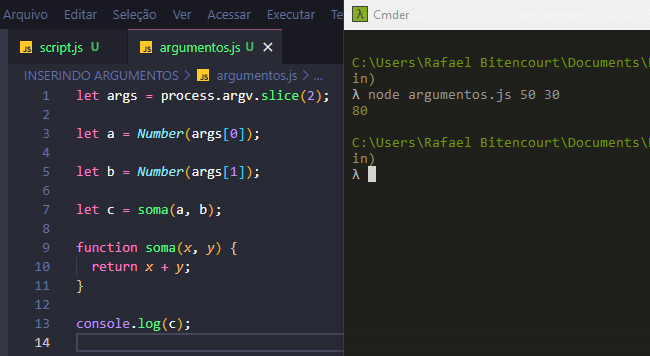 Arquivo Editar Seleção Ver Acessar Executar
Cmder
JS script.js U
JS argumentos.js U
INSERINDO ARGUMENTOS > JS argumentos.js > ...
1 let args = process.argv.slice(2);
2
3 let a = Number(args[0]);
4
5 let b = Number(args[1]);
6
7 let c = soma(a, b);
8
9 function soma(x, y) {
10 return x + y;
11 }
12
13 console.log(c);
14
C:\Users\Rafael Bitencourt\Documents\
in)
λ node argumentos.js 50 30
80
C:\Users\Rafael Bitencourt\Documents\
in)
λ